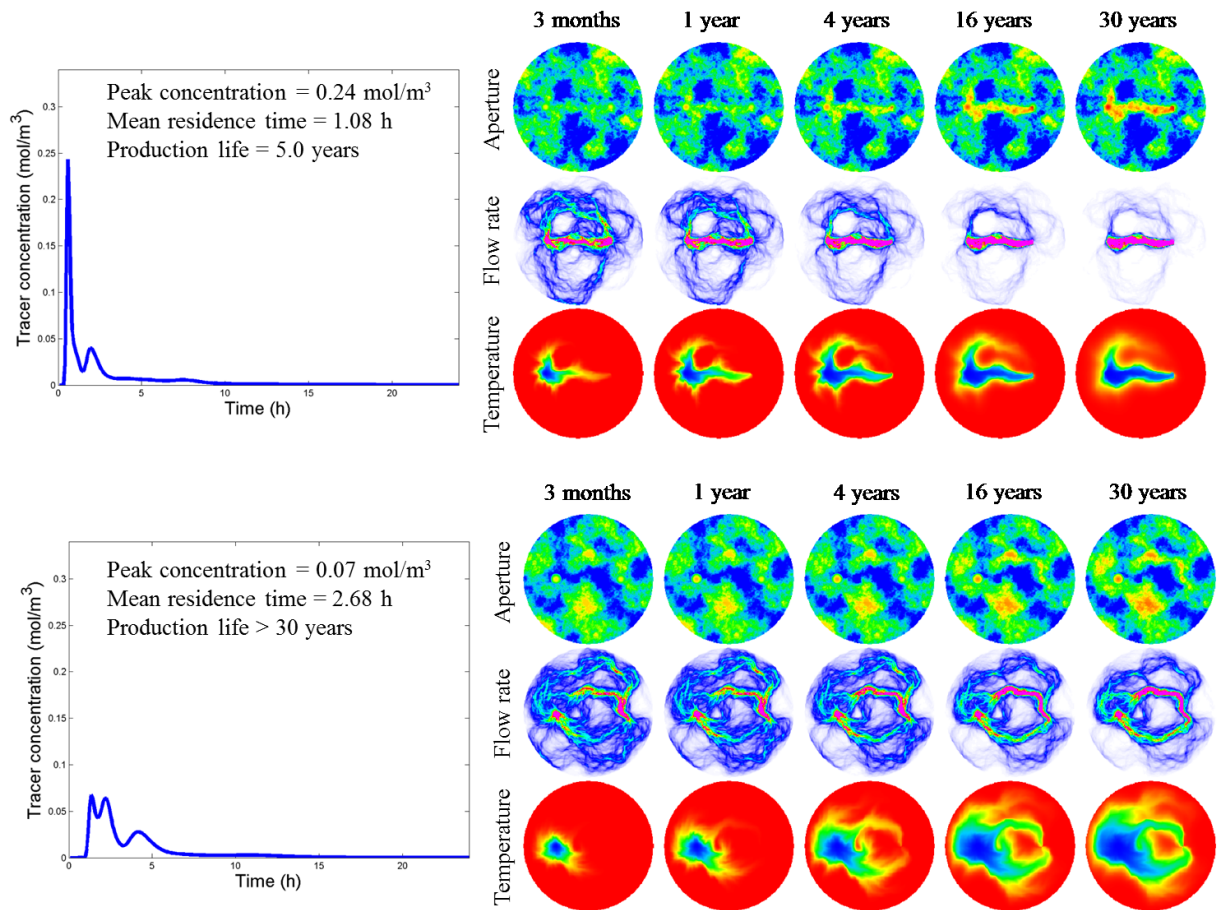 3 months 1 year 4 years 16 years 30 years
Peak concentration = 0.24 mol/m³
Mean residence time = 1.08 h
Production life = 5.0 years
Tracer concentration (mol/m³)
0.3
0.25
0.2
0.15
0.1
0.05
0
0 5 10 15 20
Time (h)
Aperture
Flow rate
Temperature
3 months 1 year 4 years 16 years 30 years
Peak concentration = 0.07 mol/m³
Mean residence time = 2.68 h
Production life > 30 years
Tracer concentration (mol/m³)
0.3
0.25
0.2
0.15
0.1
0.05
0
0 5 10 15 20
Time (h)
Aperture
Flow rate
Temperature